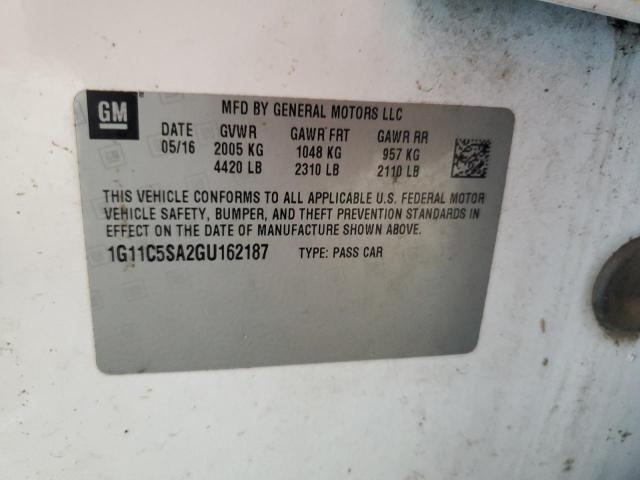 GM
MFD BY GENERAL MOTORS LLC
DATE GVWR GAWR FRT GAWR RR
05/16 2005 KG 1048 KG 957 KG
4420 LB 2310 LB 2110 LB
THIS VEHICLE CONFORMS TO ALL APPLICABLE U.S. FEDERAL MOTOR
VEHICLE SAFETY, BUMPER, AND THEFT PREVENTION STANDARDS IN
EFFECT ON THE DATE OF MANUFACTURE SHOWN ABOVE.
1G11C5SA2GU162187 TYPE: PASS CAR